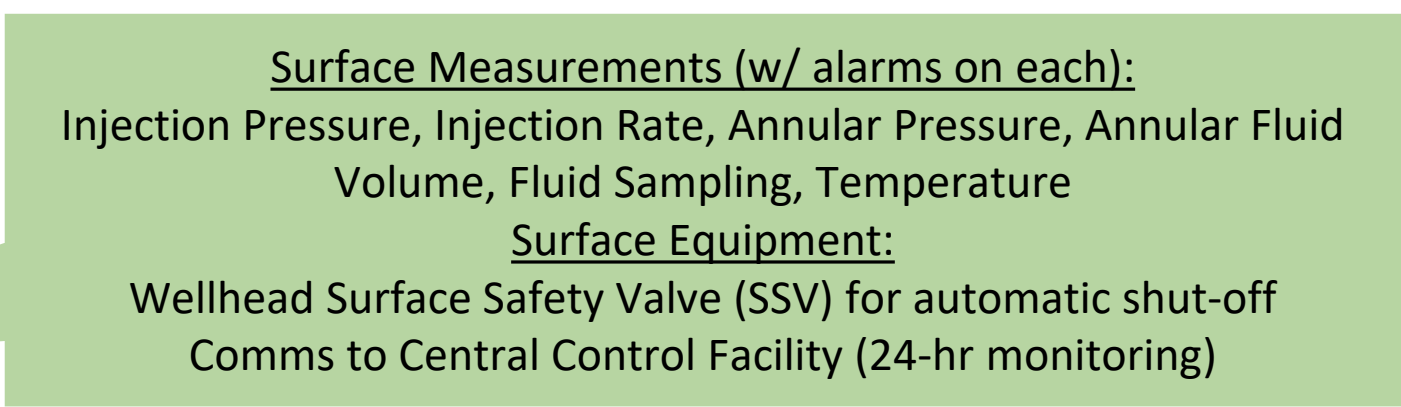 Surface Measurements (w/ alarms on each):
Injection Pressure, Injection Rate, Annular Pressure, Annular Fluid
Volume, Fluid Sampling, Temperature
Surface Equipment:
Wellhead Surface Safety Valve (SSV) for automatic shut-off
Comms to Central Control Facility (24-hr monitoring)